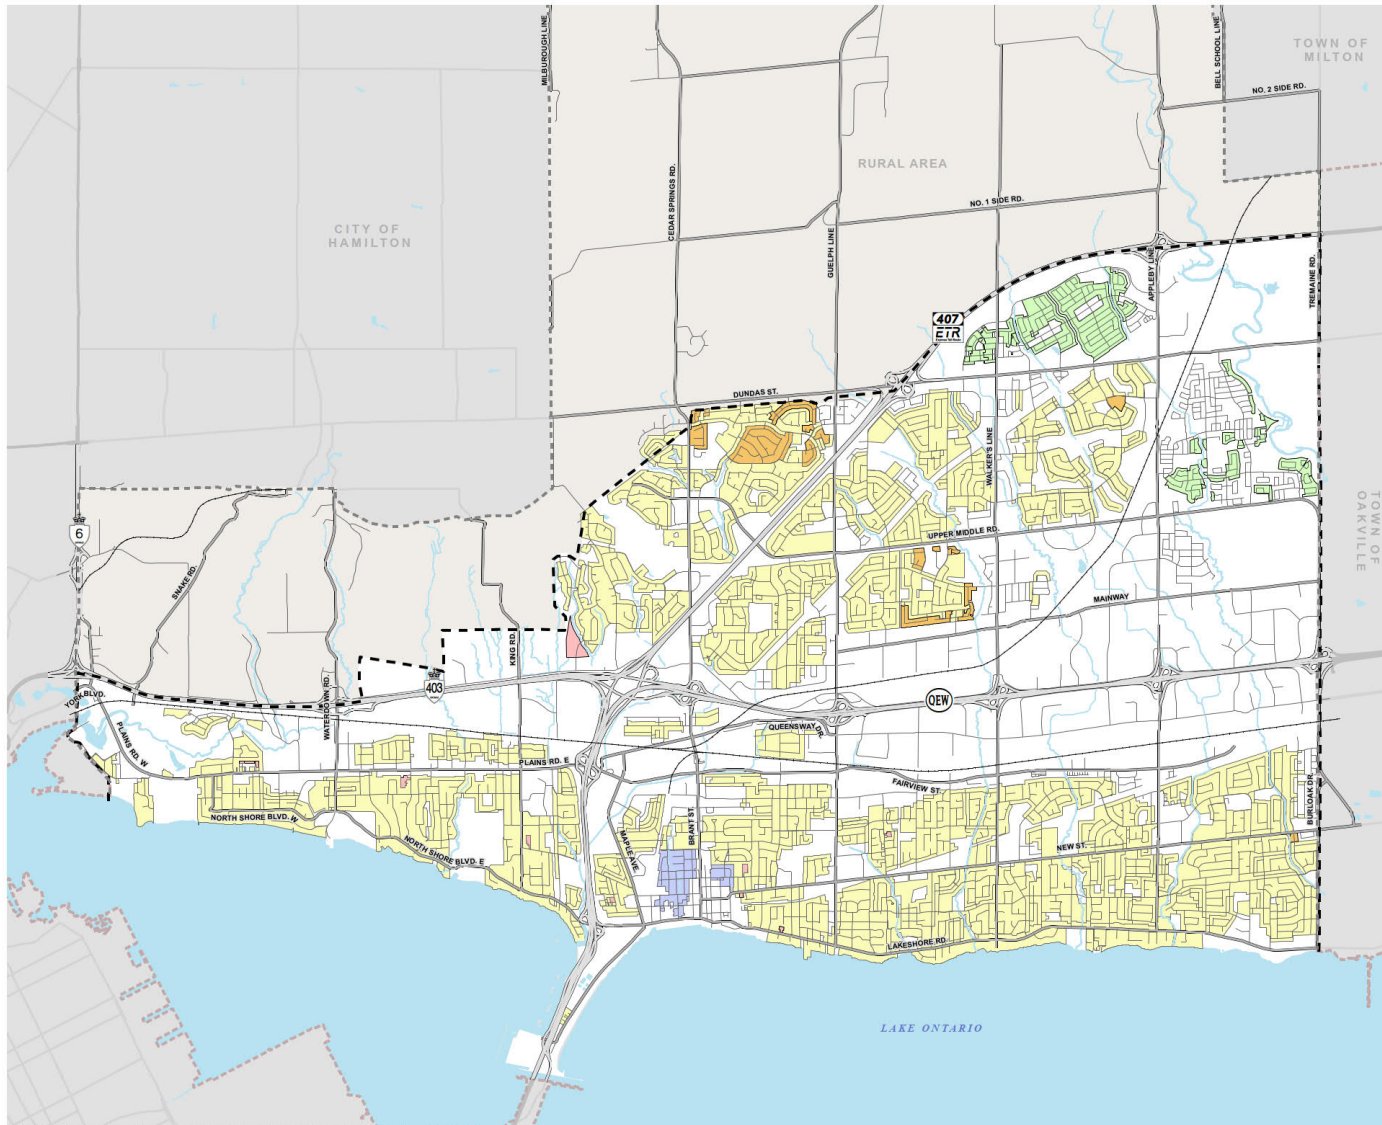 MILBOROUGH LINE
BELL SCHOOL LINE
TOWN OF
MILTON
NO. 2 SIDE RD.
RURAL AREA
CEDAR SPRINGS RD.
NO. 1 SIDE RD.
CITY OF
HAMILTON
GUELPH LINE
APPLEBY LINE
TREMAINE RD.
407
ETR
DUNDAS ST.
WALKER'S LINE
TOWN OF
OAKVILLE
6
UPPER MIDDLE RD.
SNAKE RD.
MAINWAY
KING RD.
403
YORK BLVD.
WATERDOWN RD.
QEW
PLAINS RD. W
QUEENSWAY DR.
PLAINS RD. E
FAIRVIEW ST.
BURLOAK DR.
NORTH SHORE BLVD. W
BRANT ST.
MAPLE AVE.
NORTH SHORE BLVD. E
NEW ST.
LAKESHORE RD.
LAKE ONTARIO